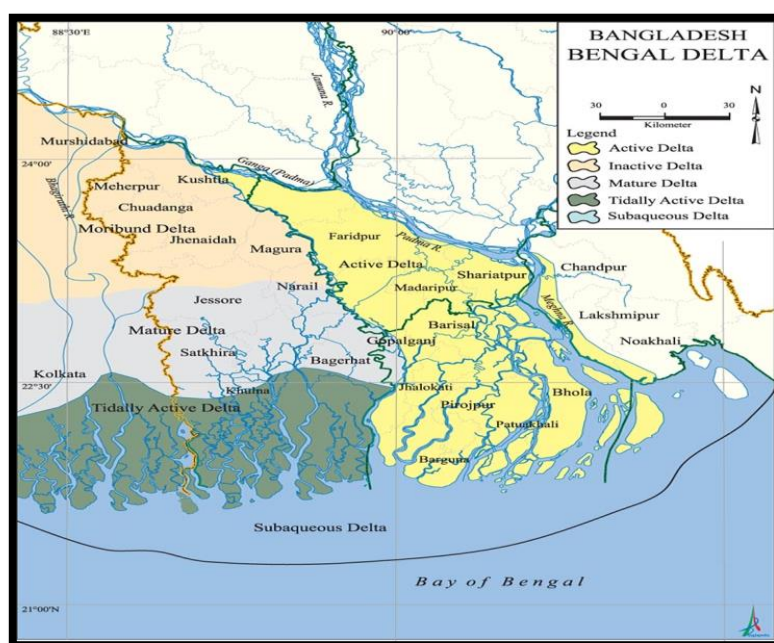 88°30'E
90°00'
BANGLADESH
BENGAL DELTA
N
30 0 30
Kilometer
Legend
Active Delta
Inactive Delta
Mature Delta
Tidally Active Delta
Subaqueous Delta
Jamuna R.
Murshidabad
24°00'
Ganga (Padma)
Kushtia
Meherpur
Bhagirathi R.
Chuadanga
Moribund Delta
Jhenaidah
Magura
Faridpur
Padma R.
Active Delta
Shariatpur
Chandpur
Narail
Madaripur
Jessore
Meghna R.
Lakshmipur
Mature Delta
Barisal
Gopalganj
Noakhali
Satkhira
Bagerhat
Kolkata
22°30'
Khulna
Jhalokati
Bhola
Tidally Active Delta
Pirojpur
Patuakhali
Barguna
Subaqueous Delta
Bay of Bengal
21°00'N